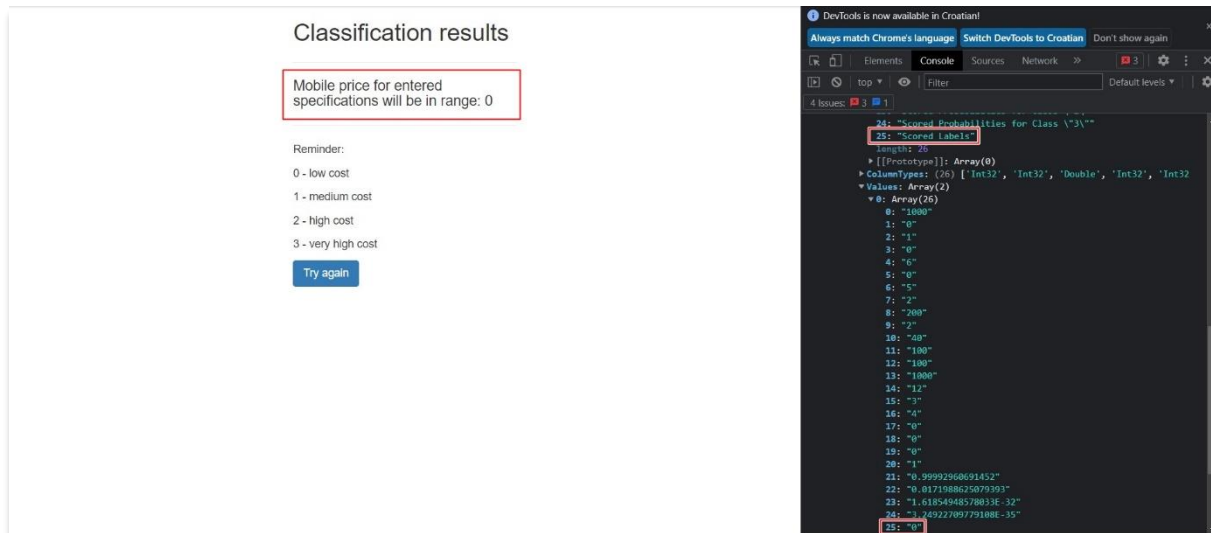 Classification results
Mobile price for entered
specifications will be in range: 0
Reminder:
0 - low cost
1 - medium cost
2 - high cost
3 - very high cost
Try again
DevTools is now available in Croatian!
Always match Chrome's language Switch DevTools to Croatian Don't show again
Elements Console Sources Network » 3
top ▾ Filter Default levels ▾
4 Issues: 3 1
24: "Scored Probabilities for Class \"3\""
25: "Scored Labels"
length: 26
▸ [[Prototype]]: Array(0)
▸ ColumnTypes: (26) ['Int32', 'Int32', 'Double', 'Int32', 'Int32
▾ Values: Array(2)
▾ 0: Array(26)
0: "1000"
1: "0"
2: "1"
3: "0"
4: "6"
5: "0"
6: "5"
7: "2"
8: "200"
9: "2"
10: "40"
11: "100"
12: "100"
13: "1000"
14: "12"
15: "3"
16: "4"
17: "0"
18: "0"
19: "0"
20: "1"
21: "0.99992960691452"
22: "0.0171988625079393"
23: "1.61854948578033E-32"
24: "3.24922709779108E-35"
25: "0"